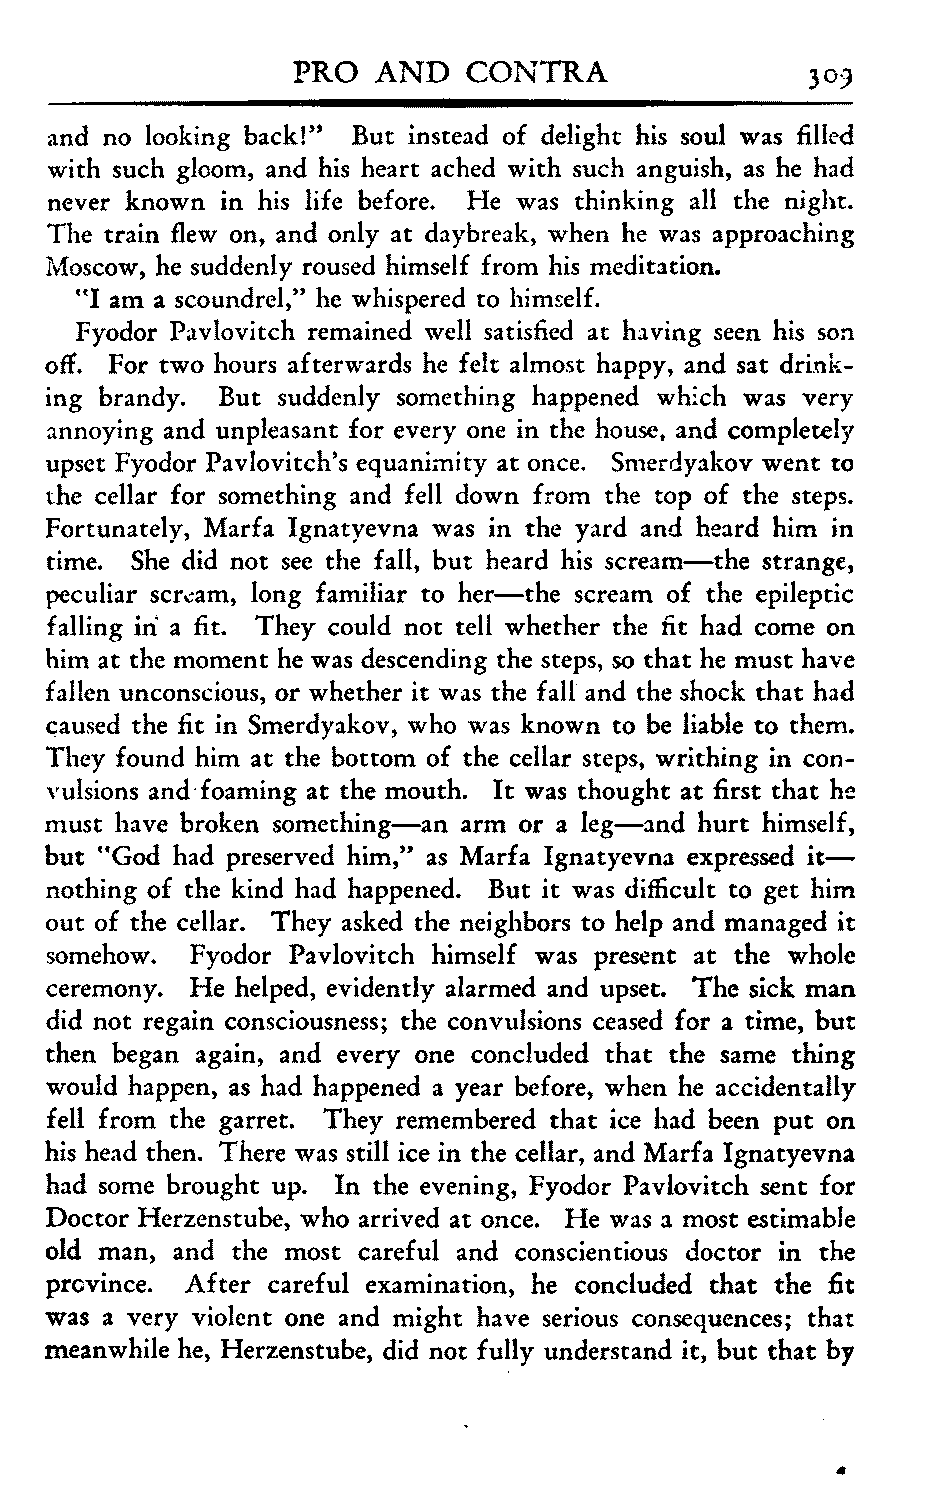 PRO AND CONTRA 309
and no looking back!" But instead of delight his soul was filled
with such gloom, and his heart ached with such anguish, as he had
never known in his life before. He was thinking all the night.
The train flew on, and only at daybreak, when he was approaching
Moscow, he suddenly roused himself from his meditation.
"I am a scoundrel," he whispered to himself.
Fyodor Pavlovitch remained well satisfied at having seen his son
off. For two hours afterwards he felt almost happy, and sat drink-
ing brandy. But suddenly something happened which was very
annoying and unpleasant for every one in the house, and completely
upset Fyodor Pavlovitch's equanimity at once. Smerdyakov went to
the cellar for something and fell down from the top of the steps.
Fortunately, Marfa Ignatyevna was in the yard and heard him in
time. She did not see the fall, but heard his scream—the strange,
peculiar scream, long familiar to her—the scream of the epileptic
falling in a fit. They could not tell whether the fit had come on
him at the moment he was descending the steps, so that he must have
fallen unconscious, or whether it was the fall and the shock that had
caused the fit in Smerdyakov, who was known to be liable to them.
They found him at the bottom of the cellar steps, writhing in con-
vulsions and foaming at the mouth. It was thought at first that he
must have broken something—an arm or a leg—and hurt himself,
but "God had preserved him," as Marfa Ignatyevna expressed it—
nothing of the kind had happened. But it was difficult to get him
out of the cellar. They asked the neighbors to help and managed it
somehow. Fyodor Pavlovitch himself was present at the whole
ceremony. He helped, evidently alarmed and upset. The sick man
did not regain consciousness; the convulsions ceased for a time, but
then began again, and every one concluded that the same thing
would happen, as had happened a year before, when he accidentally
fell from the garret. They remembered that ice had been put on
his head then. There was still ice in the cellar, and Marfa Ignatyevna
had some brought up. In the evening, Fyodor Pavlovitch sent for
Doctor Herzenstube, who arrived at once. He was a most estimable
old man, and the most careful and conscientious doctor in the
province. After careful examination, he concluded that the fit
was a very violent one and might have serious consequences; that
meanwhile he, Herzenstube, did not fully understand it, but that by